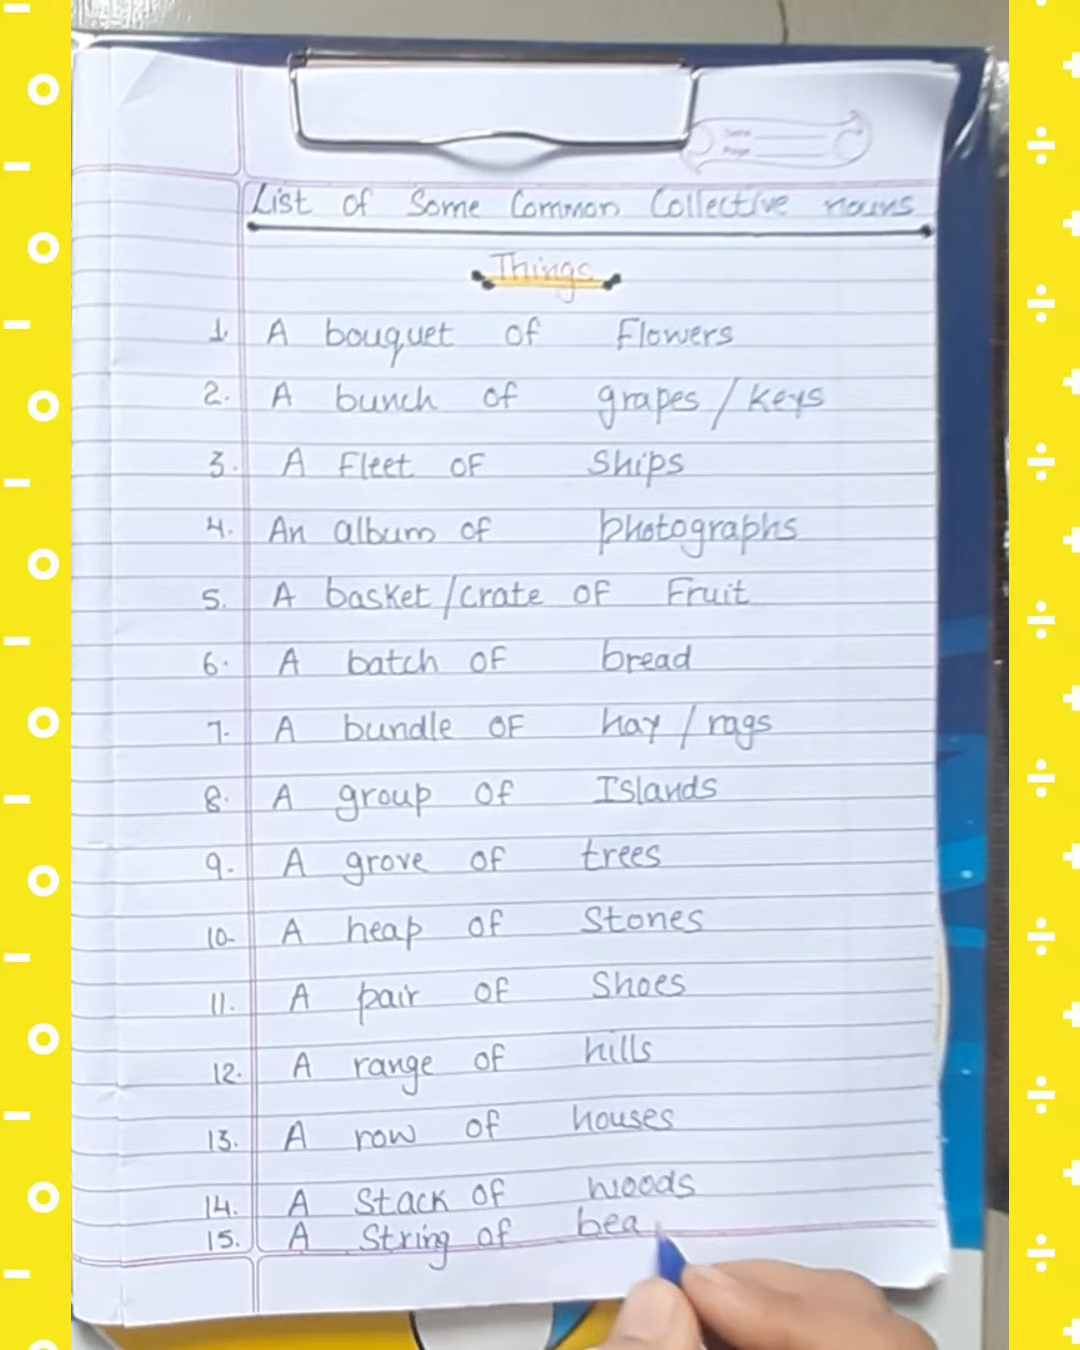 List of Some Common Collective nouns
Things
1. A bouquet of Flowers
2. A bunch of grapes / keys
3. A Fleet of Ships
4. An album of photographs
5. A basket /crate of Fruit
6. A batch of bread
7. A bundle of hay / rags
8. A group of Islands
9. A grove of trees
10. A heap of Stones
11. A pair of Shoes
12. A range of hills
13. A row of houses
14. A Stack of woods
15. A String of bea